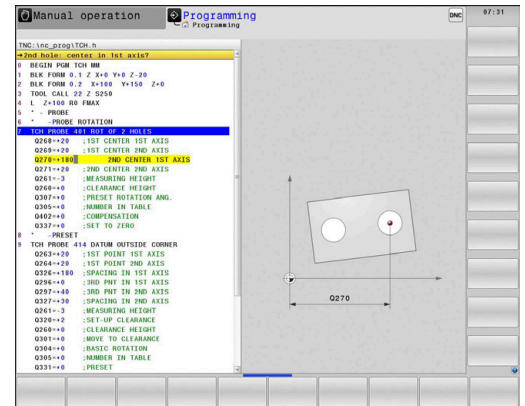 Manual operation
Programming
Programming
DNC
07:31
TNC:\nc_prog\TCH.h
→2nd hole: center in 1st axis?
0 BEGIN PGM TCH MM
1 BLK FORM 0.1 Z X+0 Y+0 Z-20
2 BLK FORM 0.2 X+100 Y+150 Z+0
3 TOOL CALL 22 Z S250
4 L Z+100 R0 FMAX
5 * - PROBE
6 * -PROBE ROTATION
7 TCH PROBE 401 ROT OF 2 HOLES
Q268=+20 ;1ST CENTER 1ST AXIS
Q269=+20 ;1ST CENTER 2ND AXIS
Q270=+180 2ND CENTER 1ST AXIS
Q271=+20 ;2ND CENTER 2ND AXIS
Q261=-3 ;MEASURING HEIGHT
Q260=+0 ;CLEARANCE HEIGHT
Q307=+0 ;PRESET ROTATION ANG.
Q305=+0 ;NUMBER IN TABLE
Q402=+0 ;COMPENSATION
Q337=+0 ;SET TO ZERO
8 * -PRESET
9 TCH PROBE 414 DATUM OUTSIDE CORNER
Q263=+20 ;1ST POINT 1ST AXIS
Q264=+20 ;1ST POINT 2ND AXIS
Q326=+180 ;SPACING IN 1ST AXIS
Q296=+0 ;3RD PNT IN 1ST AXIS
Q297=+40 ;3RD PNT IN 2ND AXIS
Q327=+30 ;SPACING IN 2ND AXIS
Q261=-3 ;MEASURING HEIGHT
Q320=+2 ;SET-UP CLEARANCE
Q260=+0 ;CLEARANCE HEIGHT
Q301=+0 ;MOVE TO CLEARANCE
Q304=+0 ;BASIC ROTATION
Q305=+0 ;NUMBER IN TABLE
Q331=+0 ;PRESET
Q270